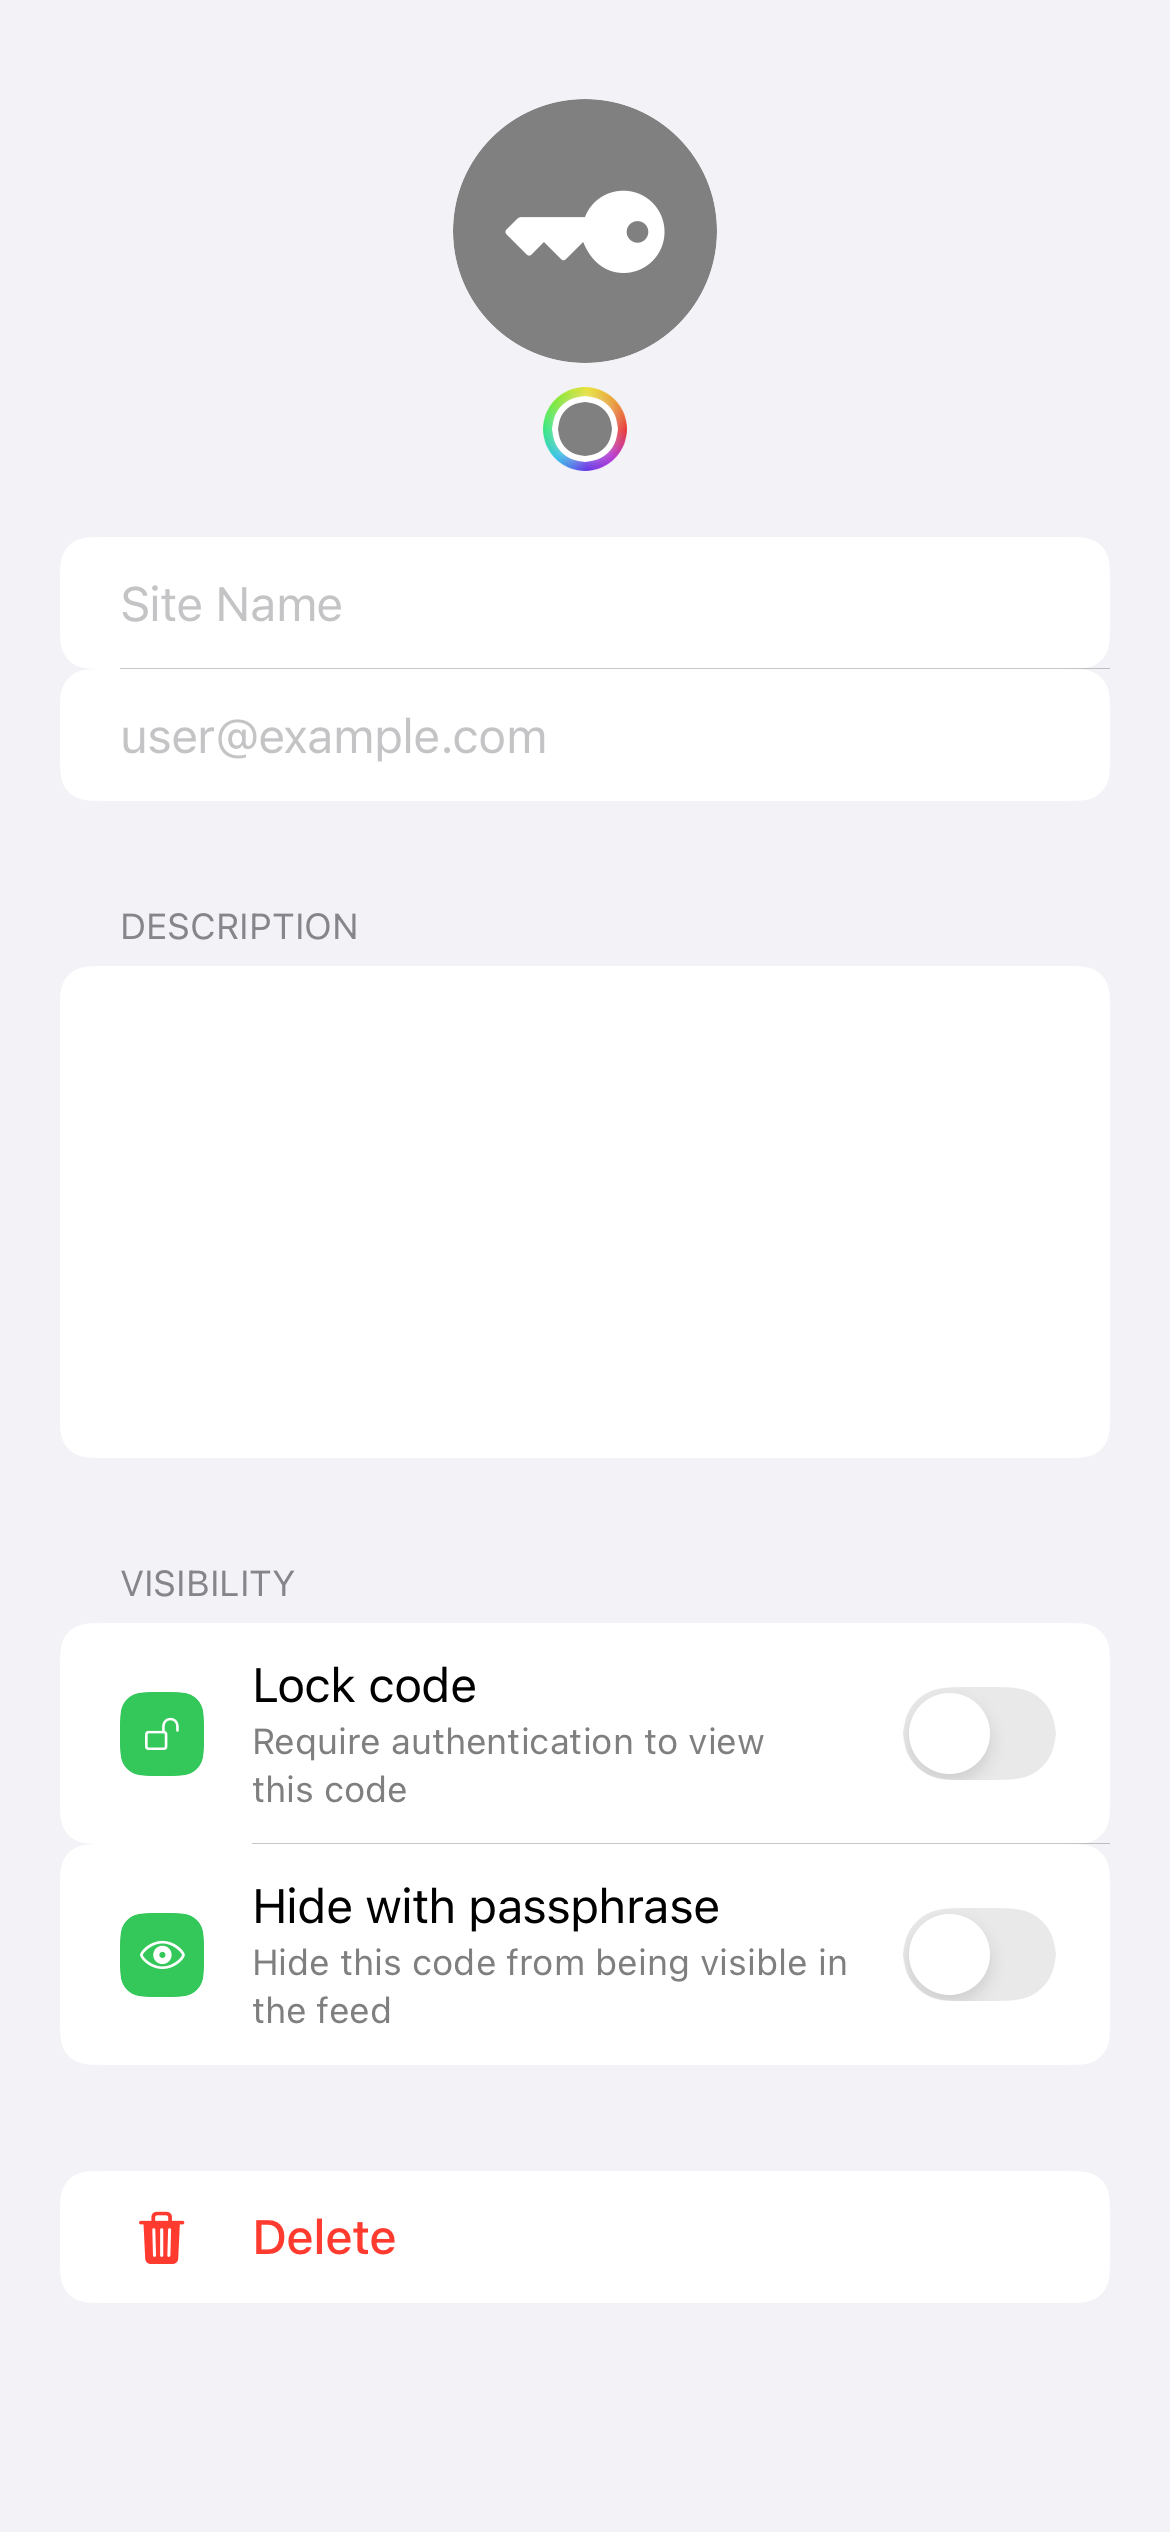 Site Name
user@example.com
DESCRIPTION
VISIBILITY
Lock code
Require authentication to view
this code
Hide with passphrase
Hide this code from being visible in
the feed
Delete